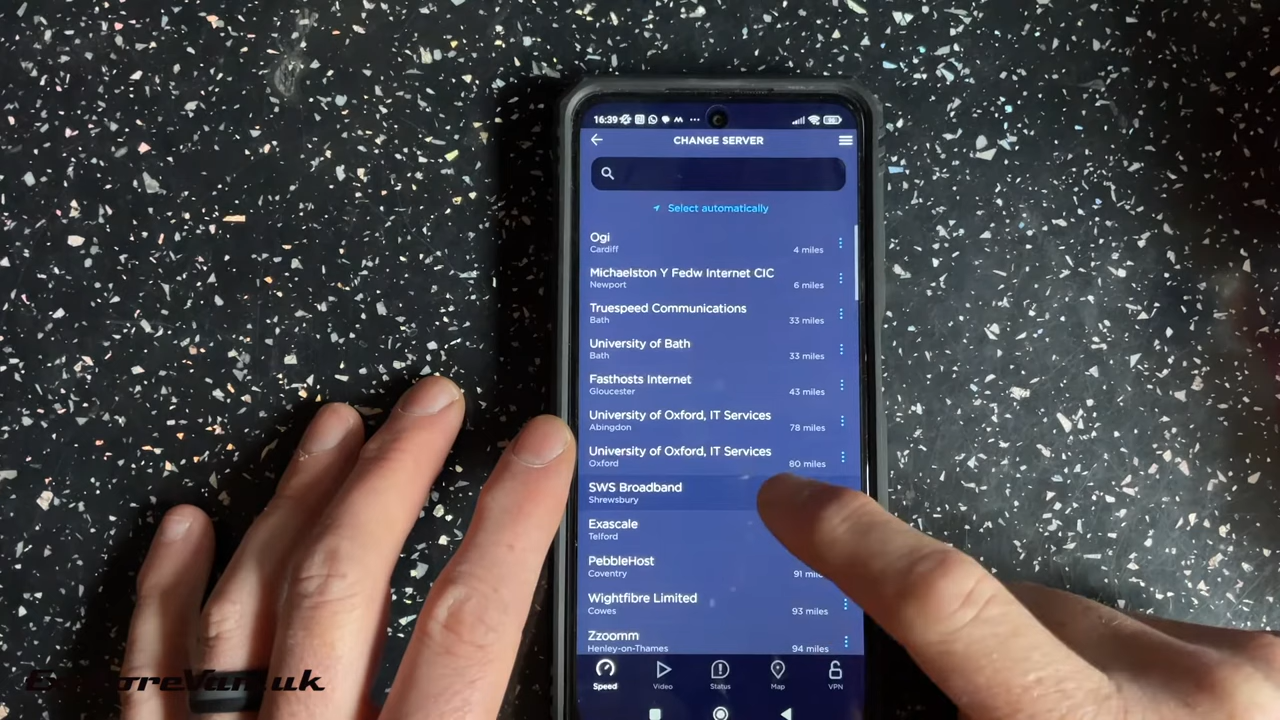 16:39
CHANGE SERVER
Select automatically
Ogi
Cardiff 4 miles
Michaelston Y Fedw Internet CIC
Newport 6 miles
Truespeed Communications
Bath 33 miles
University of Bath
Bath 33 miles
Fasthosts Internet
Gloucester 43 miles
University of Oxford, IT Services
Abingdon 78 miles
University of Oxford, IT Services
Oxford 80 miles
SWS Broadband
Shrewsbury
Exascale
Telford
PebbleHost
Coventry 91
Wightfibre Limited
Cowes 93 miles
Zzoomm
Henley-on-Thames 94 miles
Speed Video Status Map VPN